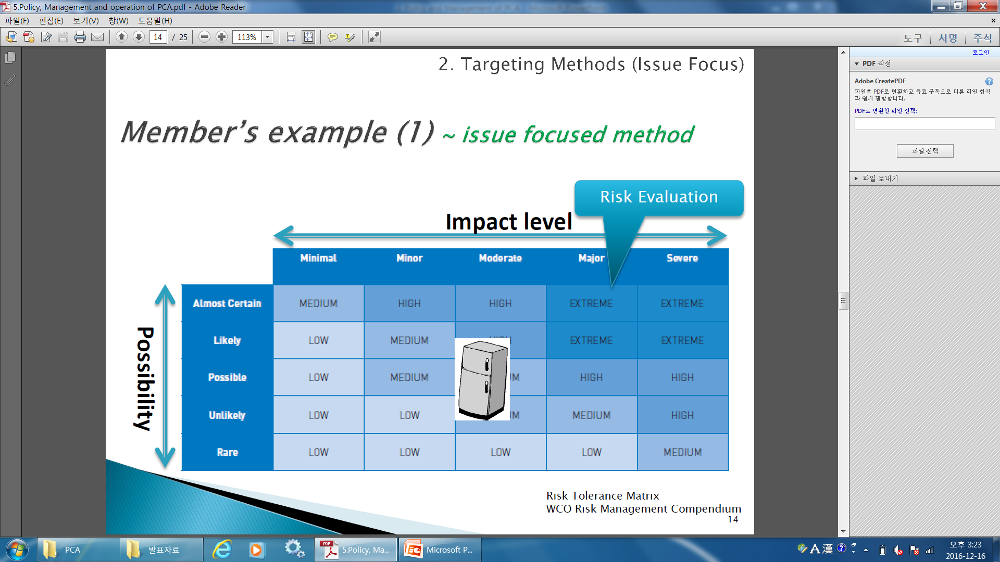 5.Policy, Management and operation of PCA.pdf - Adobe Reader
파일(F) 편집(E) 보기(V) 창(W) 도움말(H)
14 / 25 113% 도구 서명 주석
로그인
PDF 작성
Adobe CreatePDF
파일을 PDF로 변환하고 유료 구독으로 다른 파일 형식
과 쉽게 결합합니다.
PDF로 변환할 파일 선택:
파일 선택
파일 보내기
2. Targeting Methods (Issue Focus)
Member's example (1) ~ issue focused method
Risk Evaluation
Impact level
Possibility
Minimal Minor Moderate Major Severe
Almost Certain MEDIUM HIGH HIGH EXTREME EXTREME
Likely LOW MEDIUM EXTREME EXTREME
Possible LOW MEDIUM HIGH HIGH
Unlikely LOW LOW MEDIUM HIGH
Rare LOW LOW LOW LOW MEDIUM
Risk Tolerance Matrix
WCO Risk Management Compendium
14
PCA 발표자료 PDF 5.Policy, Ma... Microsoft P... A 漢 오후 3:23
2016-12-16